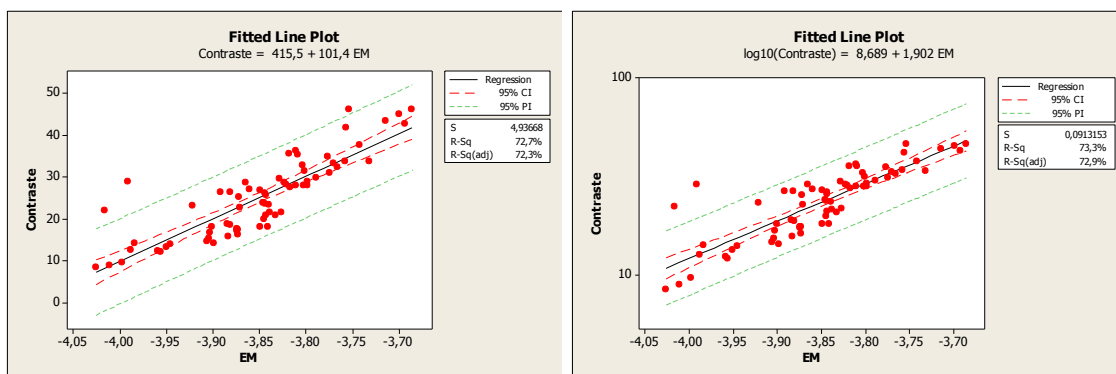 Fitted Line Plot
Contraste = 415,5 + 101,4 EM
Regression
95% CI
95% PI
S 4,93668
R-Sq 72,7%
R-Sq(adj) 72,3%
Contraste
50
40
30
20
10
0
-4,05 -4,00 -3,95 -3,90 -3,85 -3,80 -3,75 -3,70
EM
Fitted Line Plot
log10(Contraste) = 8,689 + 1,902 EM
Regression
95% CI
95% PI
S 0,0913153
R-Sq 73,3%
R-Sq(adj) 72,9%
Contraste
100
10
-4,05 -4,00 -3,95 -3,90 -3,85 -3,80 -3,75 -3,70
EM